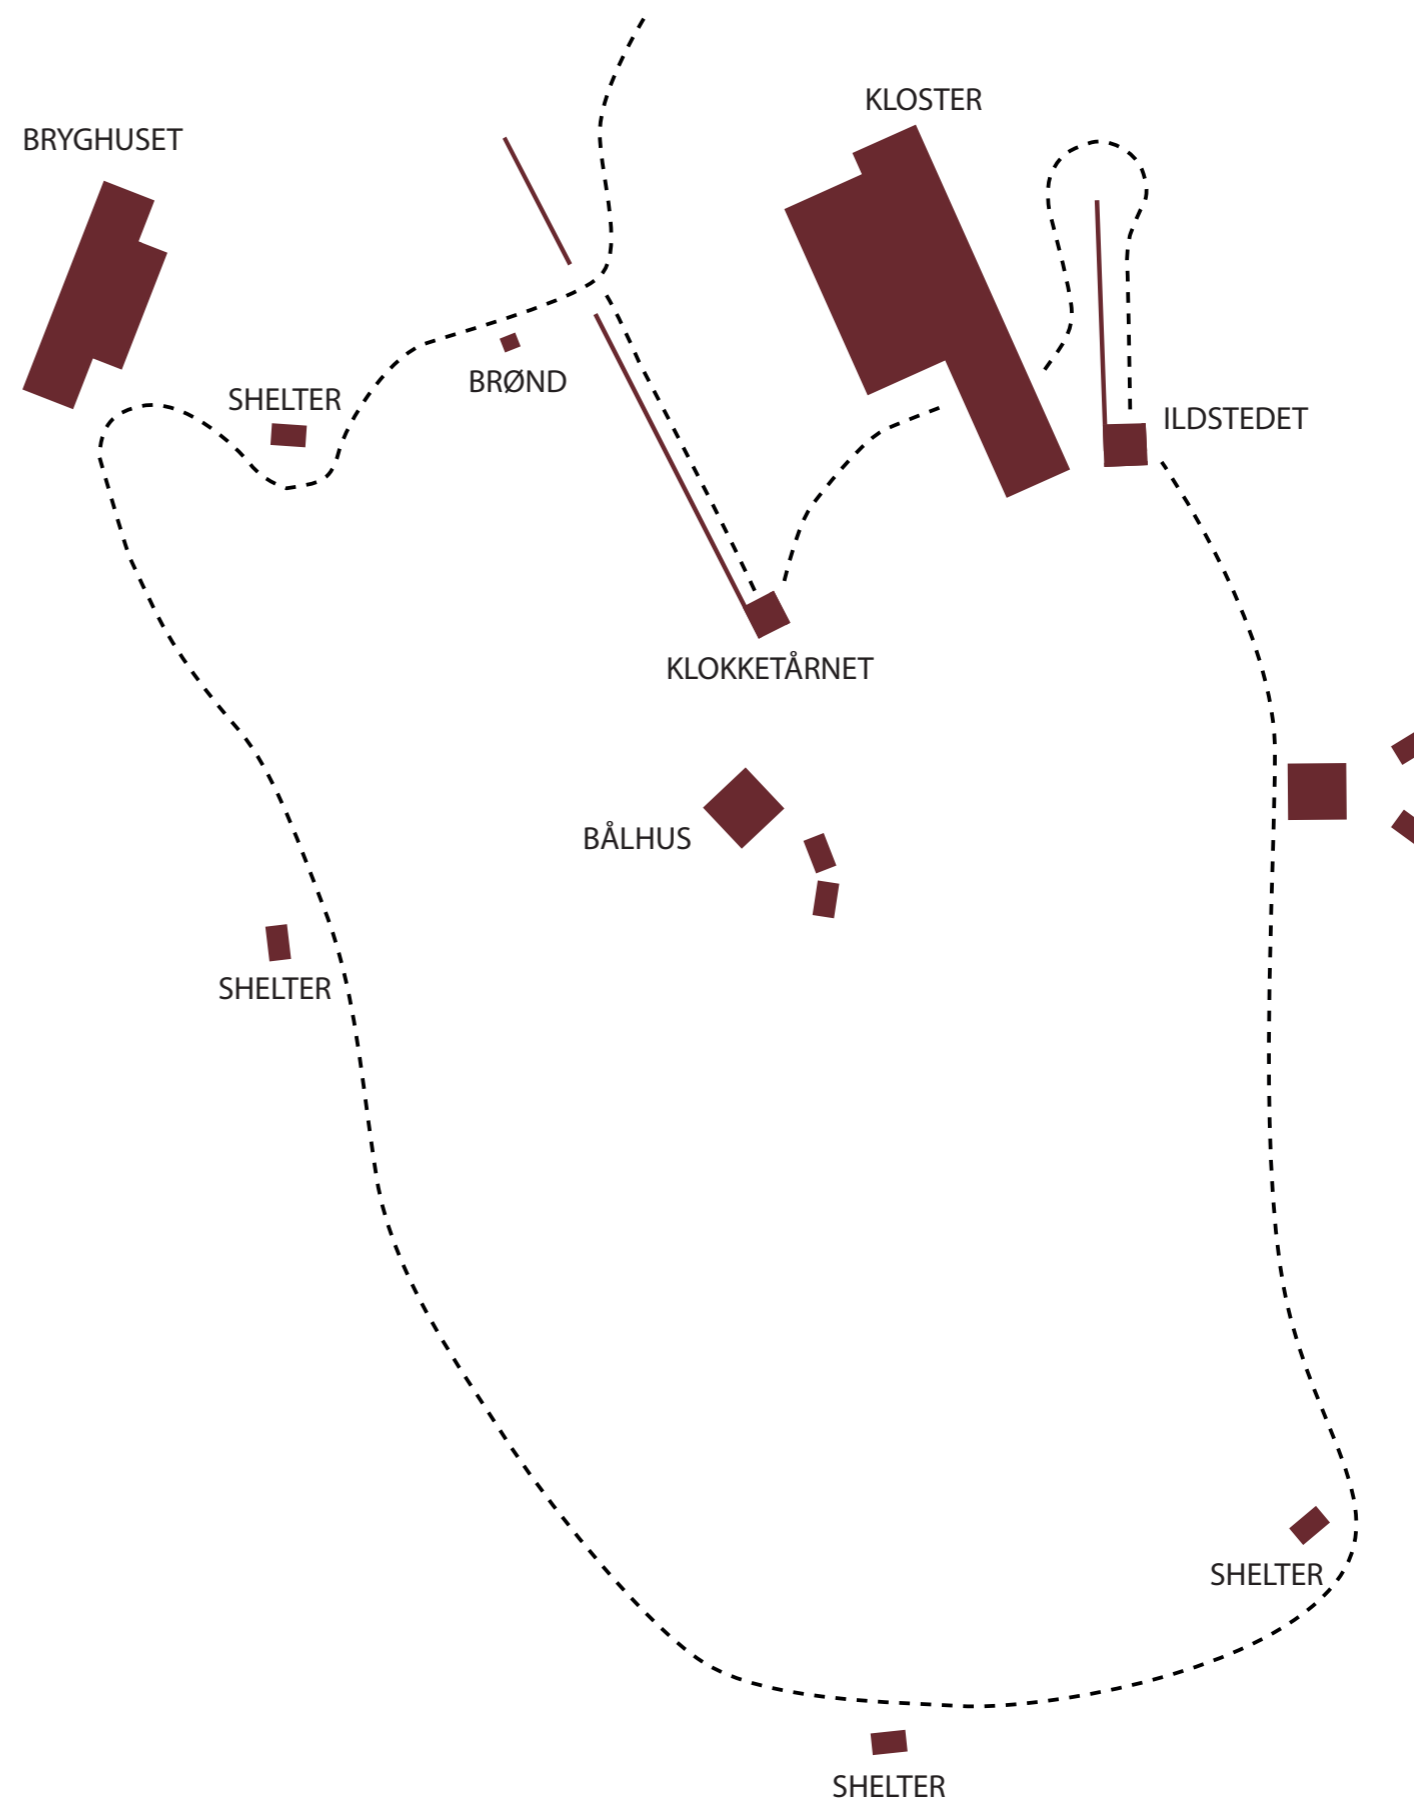 KLOSTER
BRYGHUSET
BRØND
SHELTER
ILDSTEDET
KLOKKETÅRNET
BÅLHUS
SHELTER
SHELTER
SHELTER